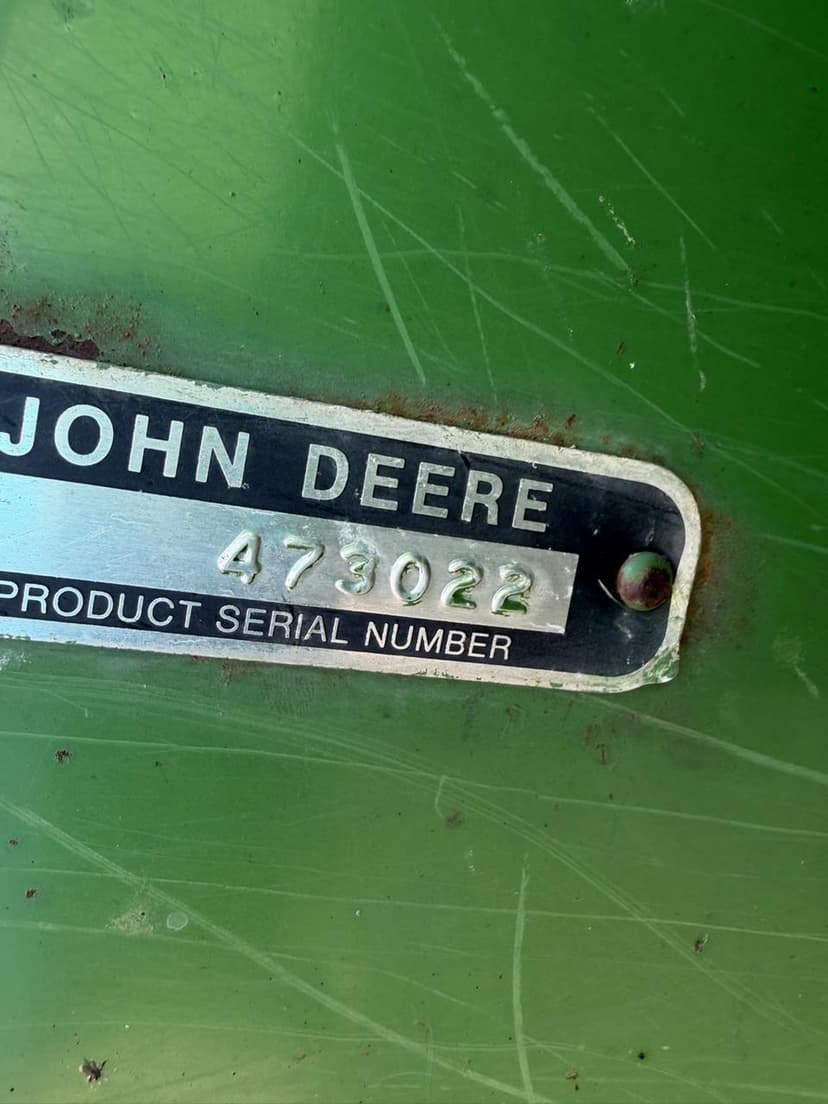 JOHN DEERE
473022
PRODUCT SERIAL NUMBER